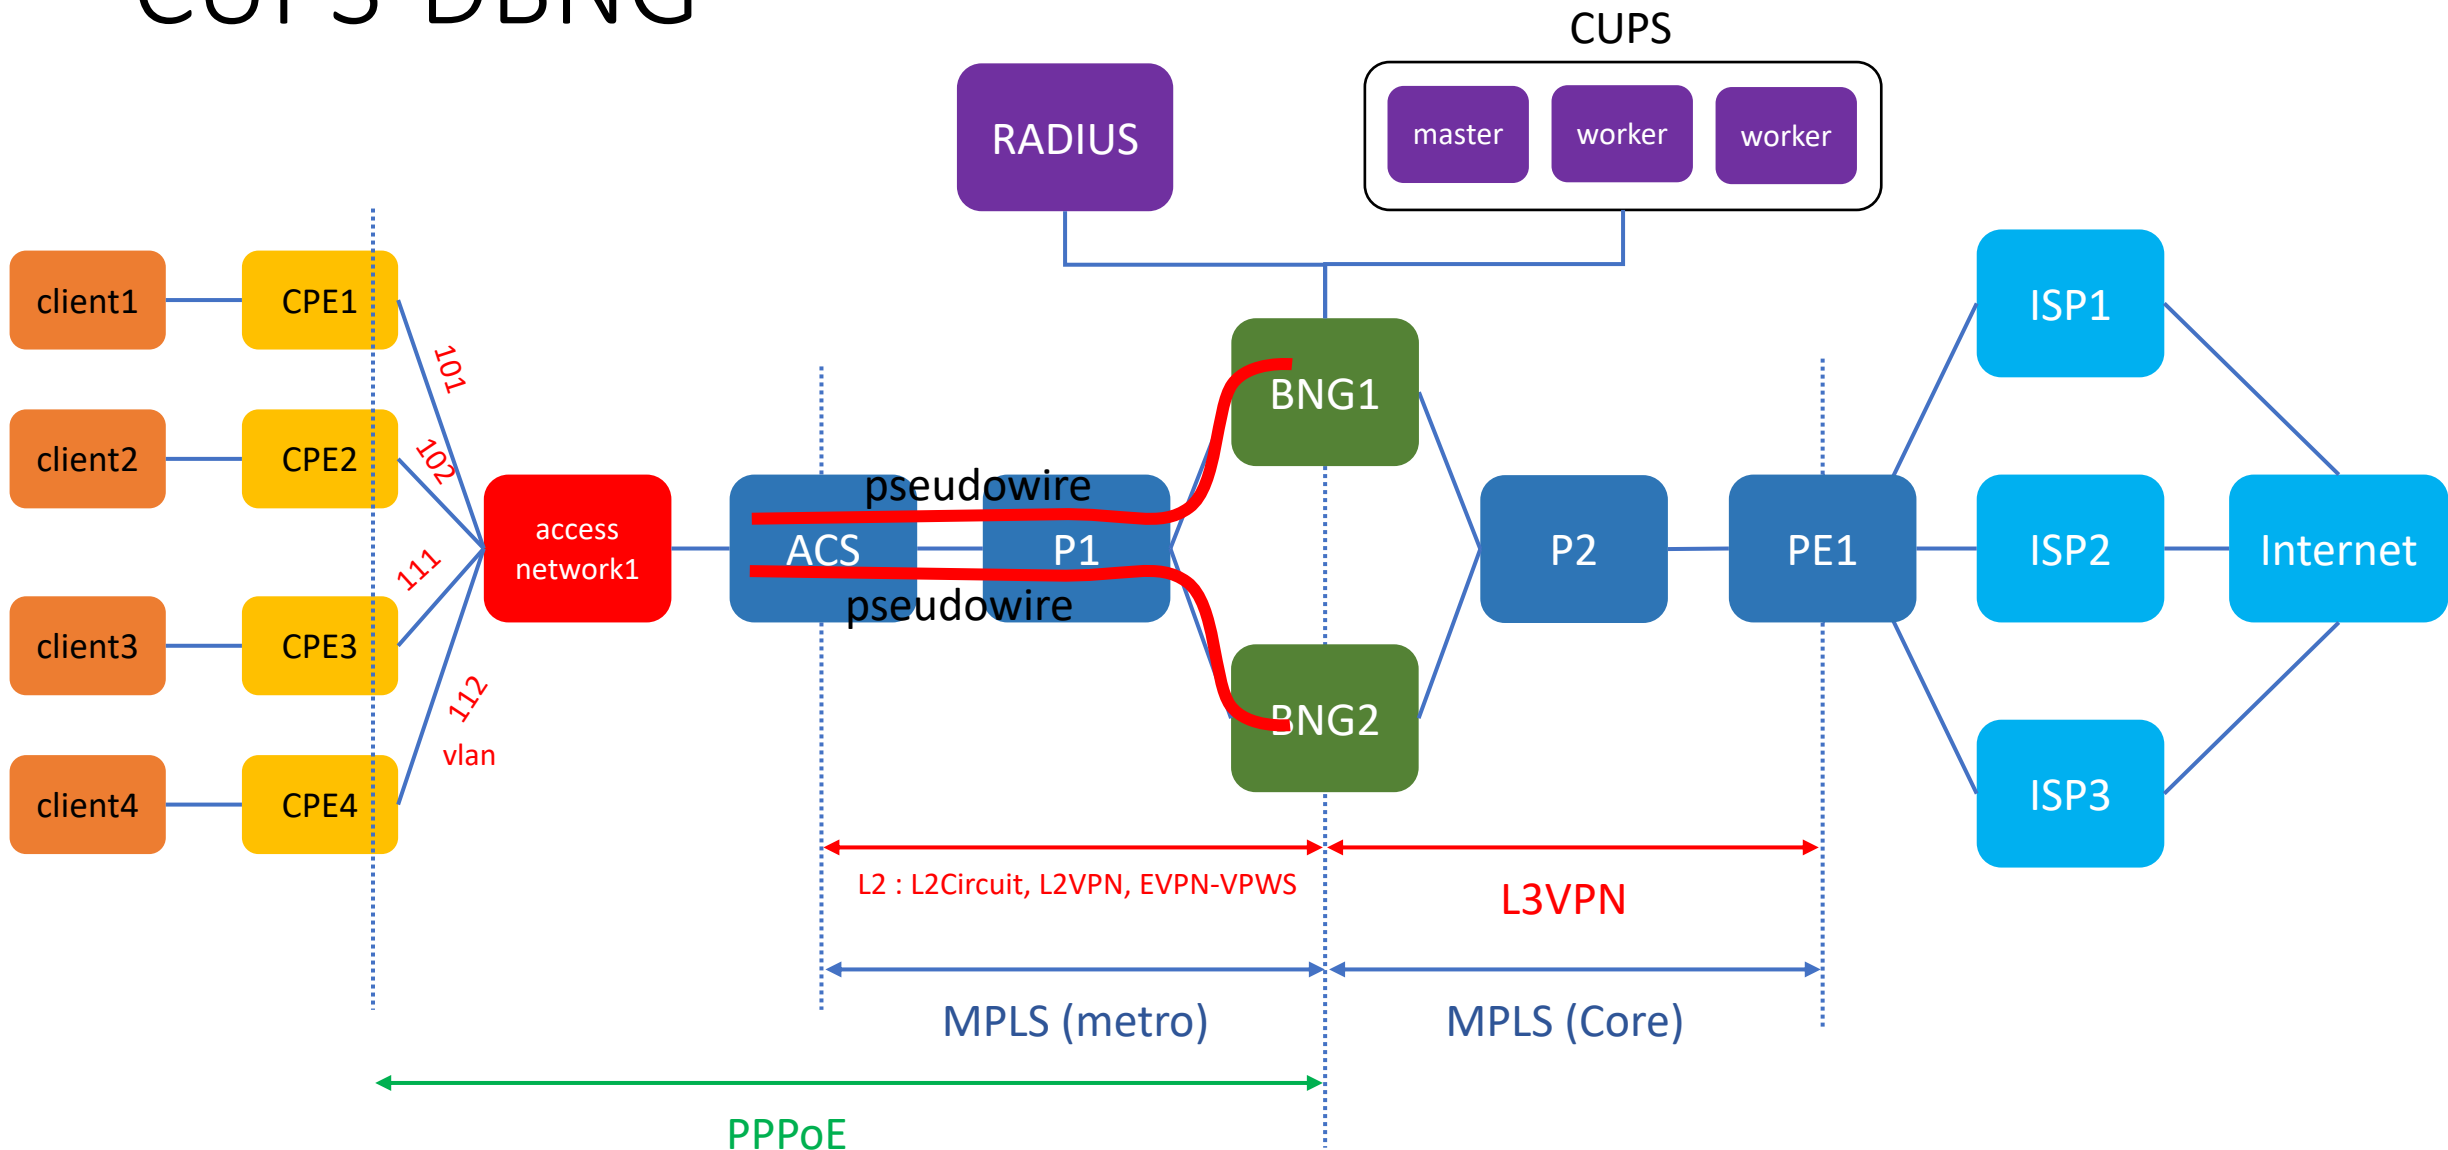 CUPS-DBNG
CUPS
RADIUS
master
worker
worker
client1
CPE1
101
ISP1
BNG1
client2
CPE2
102
access
network1
pseudowire
ACS
P1
pseudowire
P2
PE1
ISP2
Internet
111
client3
CPE3
112
vlan
BNG2
client4
CPE4
ISP3
L2 : L2Circuit, L2VPN, EVPN-VPWS
L3VPN
MPLS (metro)
MPLS (Core)
PPPoE